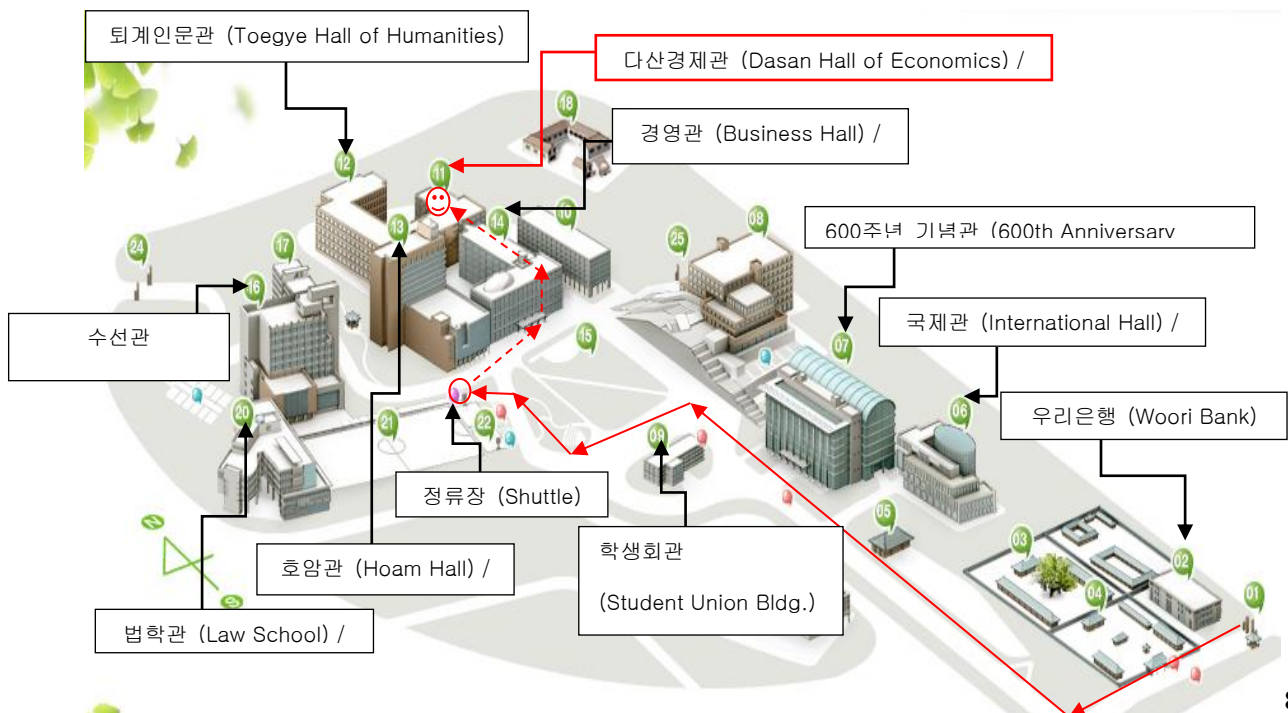 퇴계인문관 (Toegye Hall of Humanities)
다산경제관 (Dasan Hall of Economics) /
18
경영관 (Business Hall) /
12
11
14
10
13
600주년 기념관 (600th Anniversary
08
25
24
17
16
국제관 (International Hall) /
수선관
15
07
우리은행 (Woori Bank)
06
20
21
22
09
정류장 (Shuttle)
05
03
02
01
04
N
S
호암관 (Hoam Hall) /
학생회관
(Student Union Bldg.)
법학관 (Law School) /